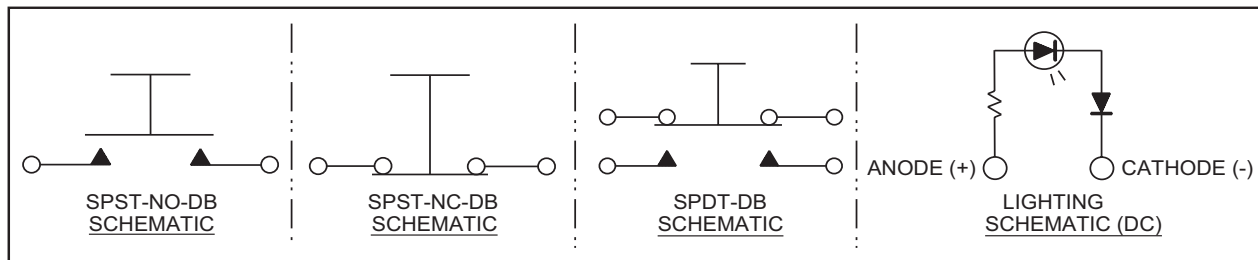 SPST-NO-DB
SCHEMATIC
SPST-NC-DB
SCHEMATIC
SPDT-DB
SCHEMATIC
ANODE (+)
CATHODE (-)
LIGHTING
SCHEMATIC (DC)